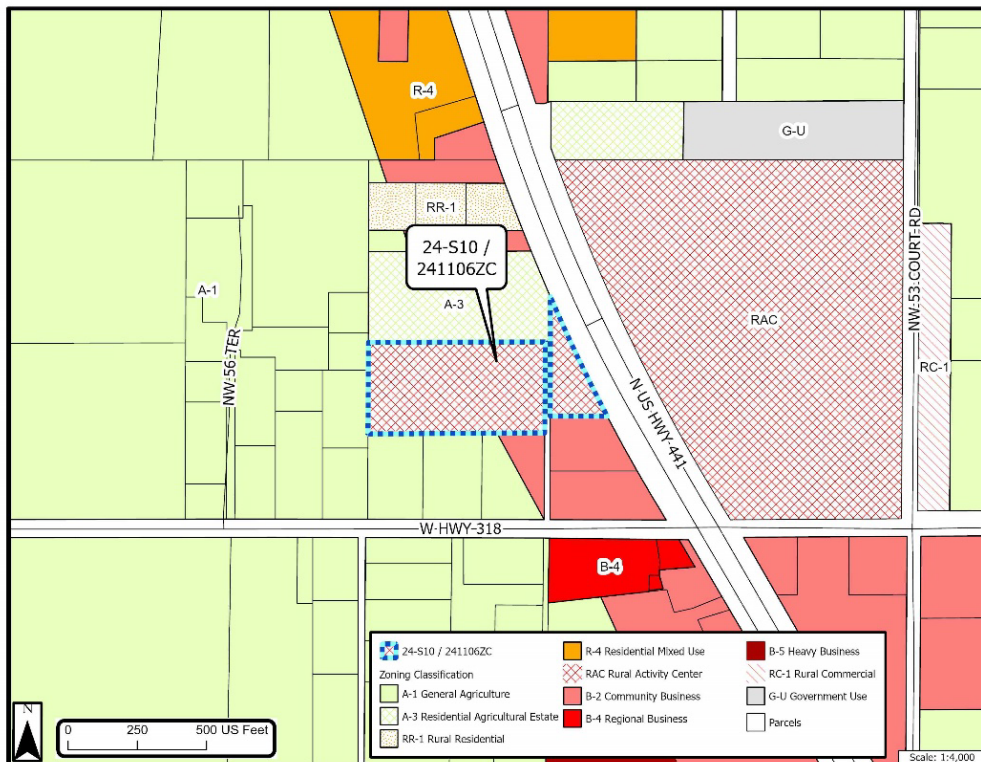 R-4
G-U
RR-1
24-S10 /
241106ZC
A-1
A-3
NW 56 TER
RAC
NW 53 COURT RD
RC-1
N US HWY 441
W HWY 318
B-4
24-S10 / 241106ZC
Zoning Classification
A-1 General Agriculture
A-3 Residential Agricultural Estate
RR-1 Rural Residential
R-4 Residential Mixed Use
RAC Rural Activity Center
B-2 Community Business
B-4 Regional Business
B-5 Heavy Business
RC-1 Rural Commercial
G-U Government Use
Parcels
N
0 250 500 US Feet
Scale: 1:4,000